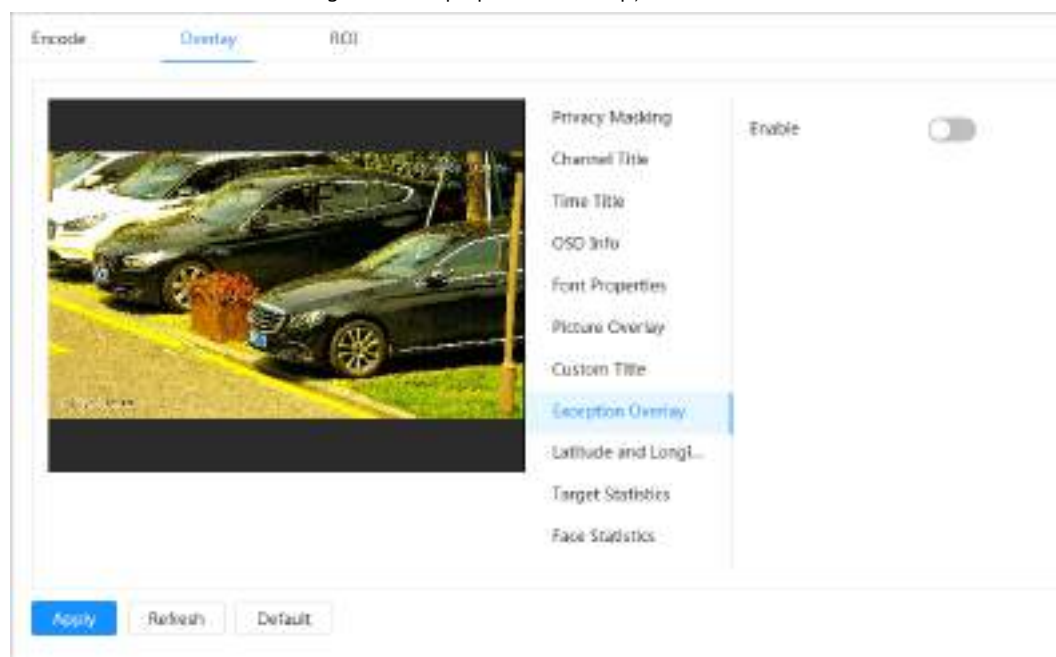 Encode Overlay ROI
Privacy Masking
Enable
Channel Title
Time Title
OSD Info
Font Properties
Picture Overlay
Custom Title
Exception Overlay
Latitude and Longi...
Target Statistics
Face Statistics
Apply Refresh Default